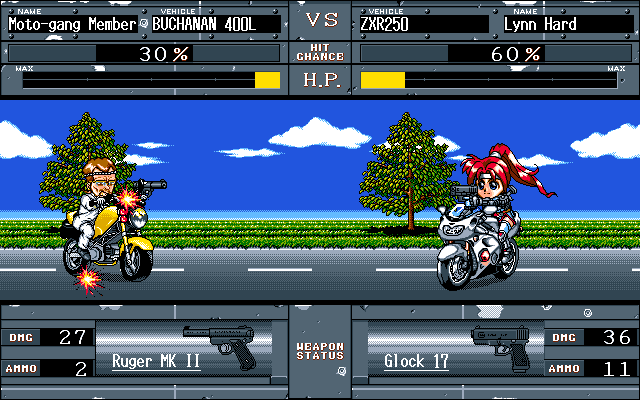 NAME VEHICLE VS VEHICLE NAME
Moto-gang Member BUCHANAN 400L ZXR250 Lynn Hard
30% HIT CHANCE 60%
MAX H.P. MAX
DMG 27 Ruger MK II WEAPON STATUS Glock 17 DMG 36
AMMO 2 AMMO 11